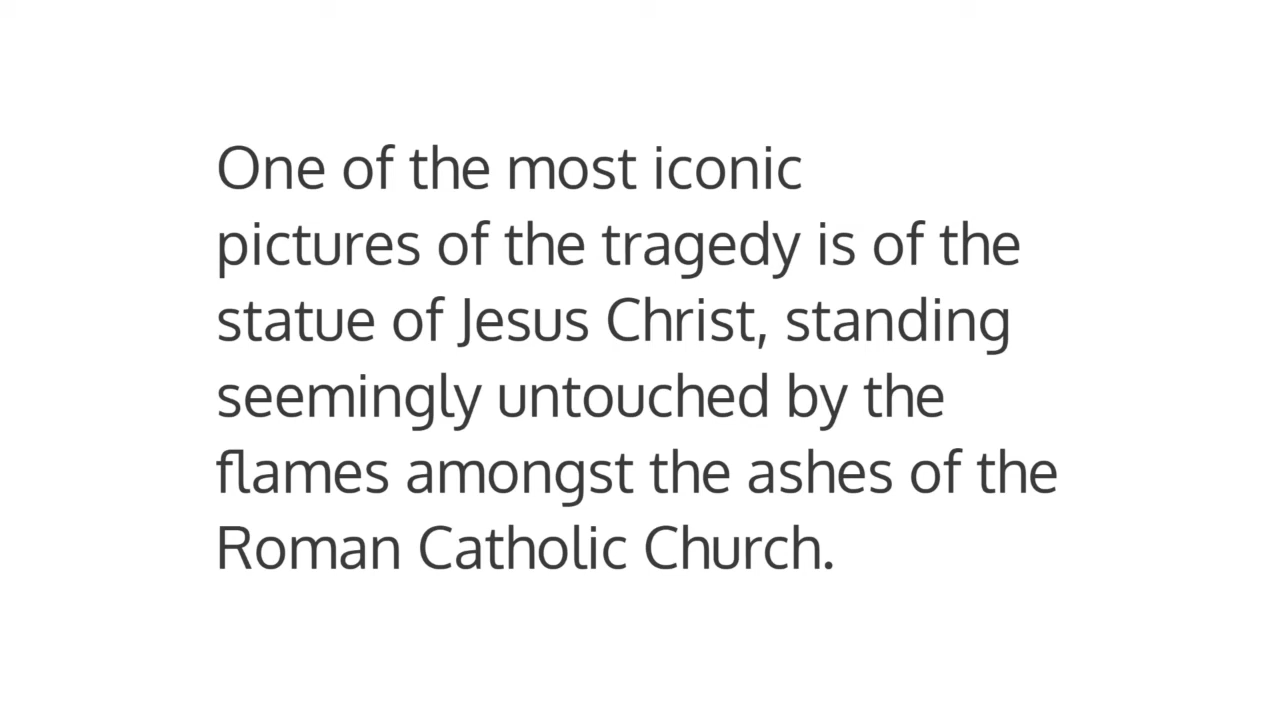 One of the most iconic
pictures of the tragedy is of the
statue of Jesus Christ, standing
seemingly untouched by the
flames amongst the ashes of the
Roman Catholic Church.